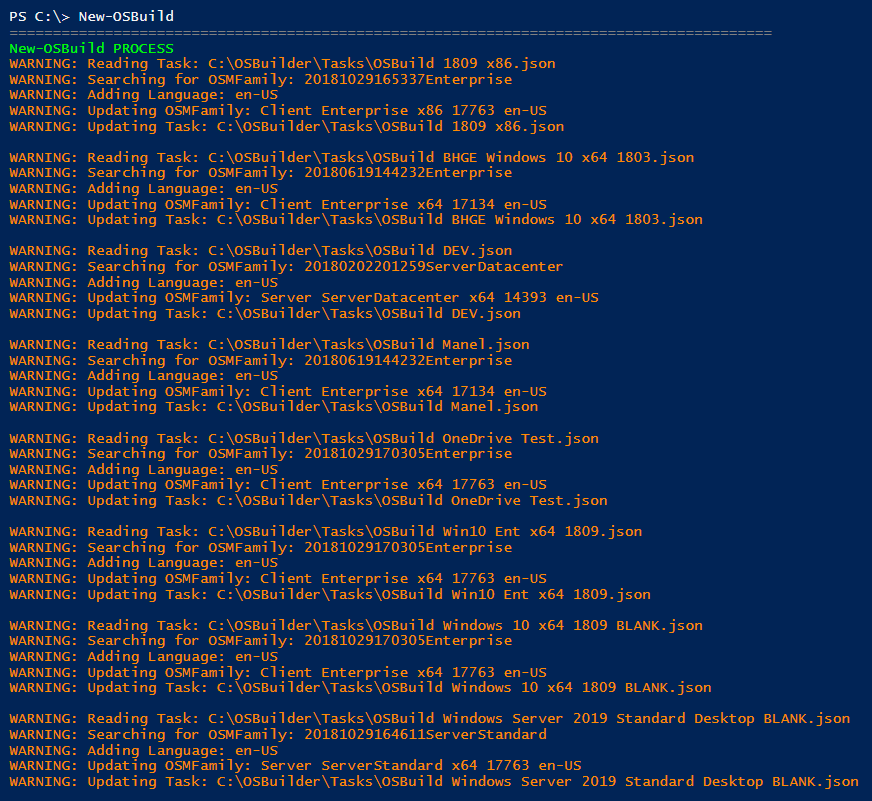 PS C:\> New-OSBuild
========================================================================================
New-OSBuild PROCESS
WARNING: Reading Task: C:\OSBuilder\Tasks\OSBuild 1809 x86.json
WARNING: Searching for OSMFamily: 20181029165337Enterprise
WARNING: Adding Language: en-US
WARNING: Updating OSMFamily: Client Enterprise x86 17763 en-US
WARNING: Updating Task: C:\OSBuilder\Tasks\OSBuild 1809 x86.json
WARNING: Reading Task: C:\OSBuilder\Tasks\OSBuild BHGE Windows 10 x64 1803.json
WARNING: Searching for OSMFamily: 20180619144232Enterprise
WARNING: Adding Language: en-US
WARNING: Updating OSMFamily: Client Enterprise x64 17134 en-US
WARNING: Updating Task: C:\OSBuilder\Tasks\OSBuild BHGE Windows 10 x64 1803.json
WARNING: Reading Task: C:\OSBuilder\Tasks\OSBuild DEV.json
WARNING: Searching for OSMFamily: 20180202201259ServerDatacenter
WARNING: Adding Language: en-US
WARNING: Updating OSMFamily: Server ServerDatacenter x64 14393 en-US
WARNING: Updating Task: C:\OSBuilder\Tasks\OSBuild DEV.json
WARNING: Reading Task: C:\OSBuilder\Tasks\OSBuild Manel.json
WARNING: Searching for OSMFamily: 20180619144232Enterprise
WARNING: Adding Language: en-US
WARNING: Updating OSMFamily: Client Enterprise x64 17134 en-US
WARNING: Updating Task: C:\OSBuilder\Tasks\OSBuild Manel.json
WARNING: Reading Task: C:\OSBuilder\Tasks\OSBuild OneDrive Test.json
WARNING: Searching for OSMFamily: 20181029170305Enterprise
WARNING: Adding Language: en-US
WARNING: Updating OSMFamily: Client Enterprise x64 17763 en-US
WARNING: Updating Task: C:\OSBuilder\Tasks\OSBuild OneDrive Test.json
WARNING: Reading Task: C:\OSBuilder\Tasks\OSBuild Win10 Ent x64 1809.json
WARNING: Searching for OSMFamily: 20181029170305Enterprise
WARNING: Adding Language: en-US
WARNING: Updating OSMFamily: Client Enterprise x64 17763 en-US
WARNING: Updating Task: C:\OSBuilder\Tasks\OSBuild Win10 Ent x64 1809.json
WARNING: Reading Task: C:\OSBuilder\Tasks\OSBuild Windows 10 x64 1809 BLANK.json
WARNING: Searching for OSMFamily: 20181029170305Enterprise
WARNING: Adding Language: en-US
WARNING: Updating OSMFamily: Client Enterprise x64 17763 en-US
WARNING: Updating Task: C:\OSBuilder\Tasks\OSBuild Windows 10 x64 1809 BLANK.json
WARNING: Reading Task: C:\OSBuilder\Tasks\OSBuild Windows Server 2019 Standard Desktop BLANK.json
WARNING: Searching for OSMFamily: 20181029164611ServerStandard
WARNING: Adding Language: en-US
WARNING: Updating OSMFamily: Server ServerStandard x64 17763 en-US
WARNING: Updating Task: C:\OSBuilder\Tasks\OSBuild Windows Server 2019 Standard Desktop BLANK.json